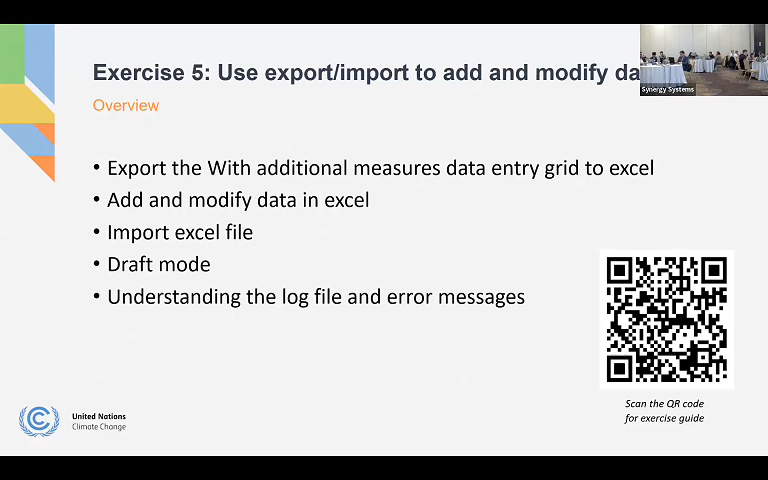 Exercise 5: Use export/import to add and modify da
Synergy Systems
Overview
• Export the With additional measures data entry grid to excel
• Add and modify data in excel
• Import excel file
• Draft mode
• Understanding the log file and error messages
Scan the QR code
for exercise guide
United Nations
Climate Change